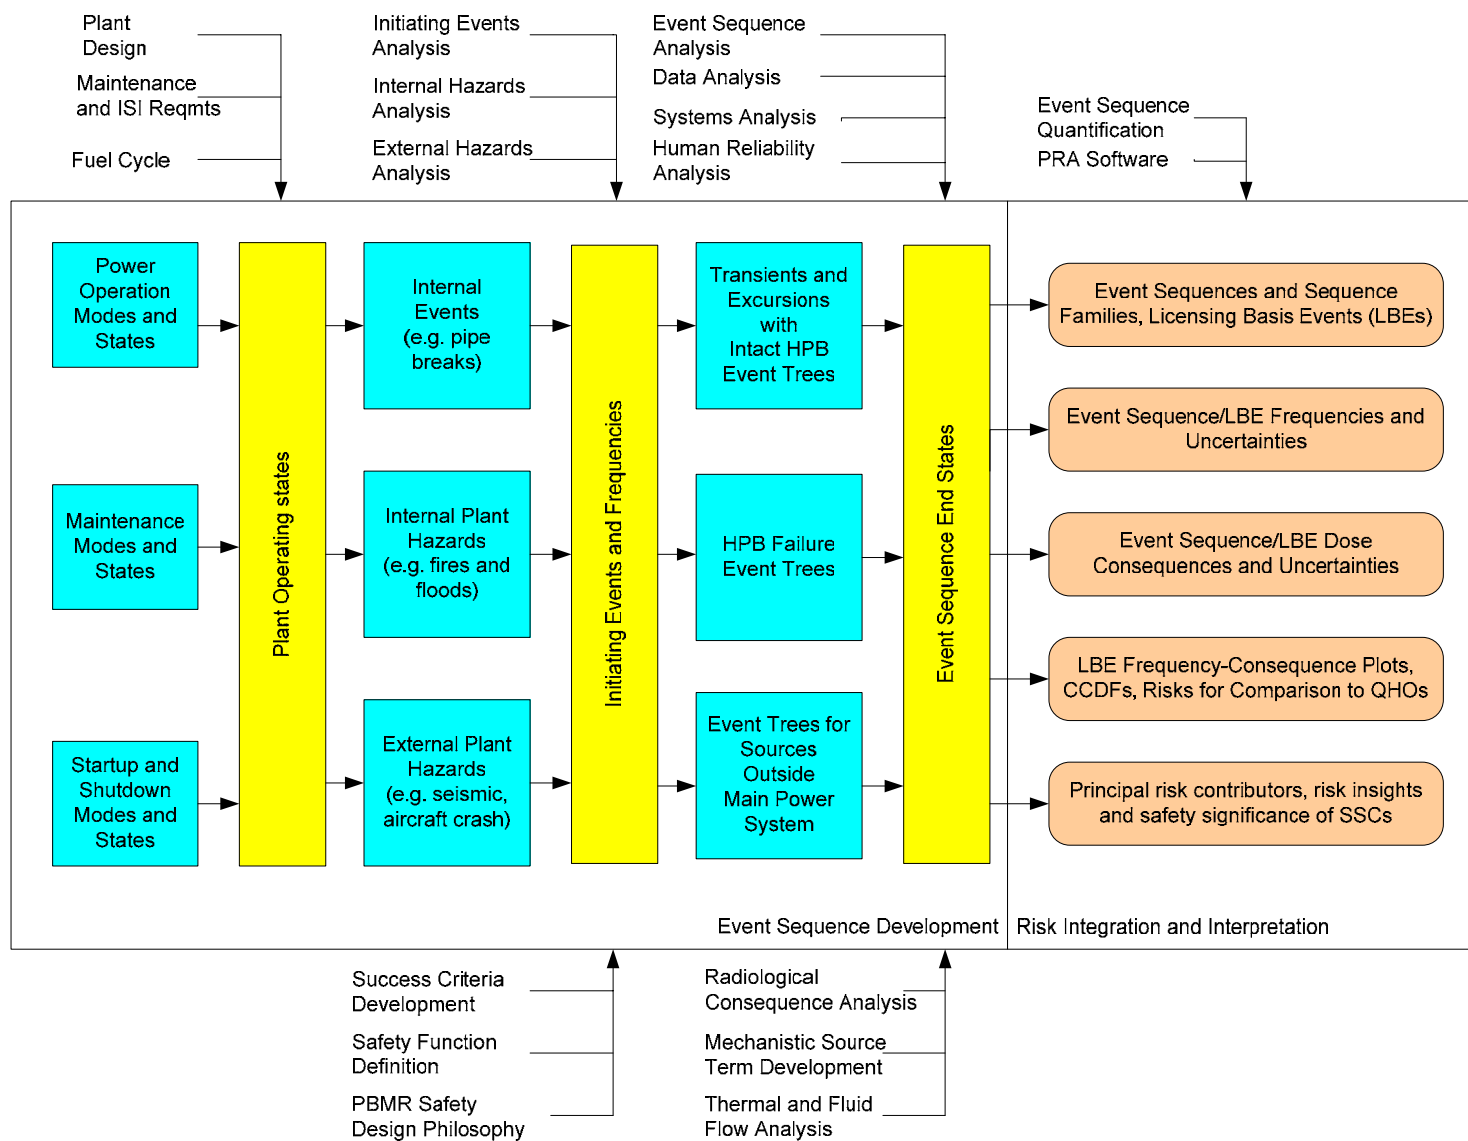 Plant
Design
Maintenance
and ISI Reqmts
Fuel Cycle
Initiating Events
Analysis
Internal Hazards
Analysis
External Hazards
Analysis
Event Sequence
Analysis
Data Analysis
Systems Analysis
Human Reliability
Analysis
Event Sequence
Quantification
PRA Software
Power
Operation
Modes and
States
Maintenance
Modes and
States
Startup and
Shutdown
Modes and
States
Plant Operating states
Internal
Events
(e.g. pipe
breaks)
Internal Plant
Hazards
(e.g. fires and
floods)
External Plant
Hazards
(e.g. seismic,
aircraft crash)
Initiating Events and Frequencies
Transients and
Excursions
with
Intact HPB
Event Trees
HPB Failure
Event Trees
Event Trees for
Sources
Outside
Main Power
System
Event Sequence End States
Event Sequences and Sequence
Families, Licensing Basis Events (LBEs)
Event Sequence/LBE Frequencies and
Uncertainties
Event Sequence/LBE Dose
Consequences and Uncertainties
LBE Frequency-Consequence Plots,
CCDFs, Risks for Comparison to QHOs
Principal risk contributors, risk insights
and safety significance of SSCs
Event Sequence Development
Risk Integration and Interpretation
Success Criteria
Development
Safety Function
Definition
PBMR Safety
Design Philosophy
Radiological
Consequence Analysis
Mechanistic Source
Term Development
Thermal and Fluid
Flow Analysis